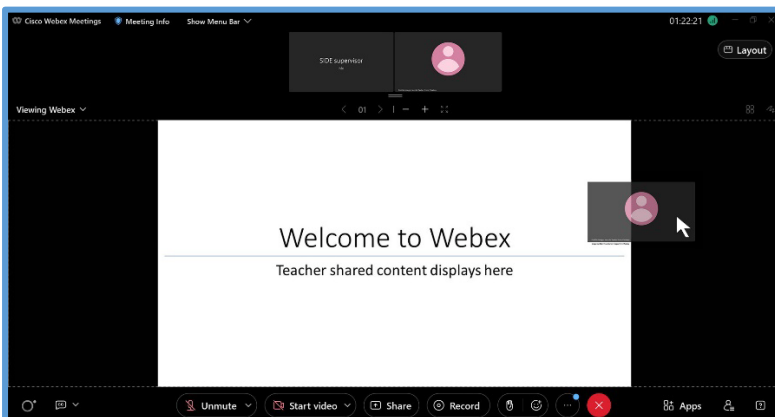 Cisco Webex Meetings Meeting Info Show Menu Bar 01:22:21
SIDE supervisor
Layout
Viewing Webex 01
Welcome to Webex
Teacher shared content displays here
Unmute Start video Share Record Apps